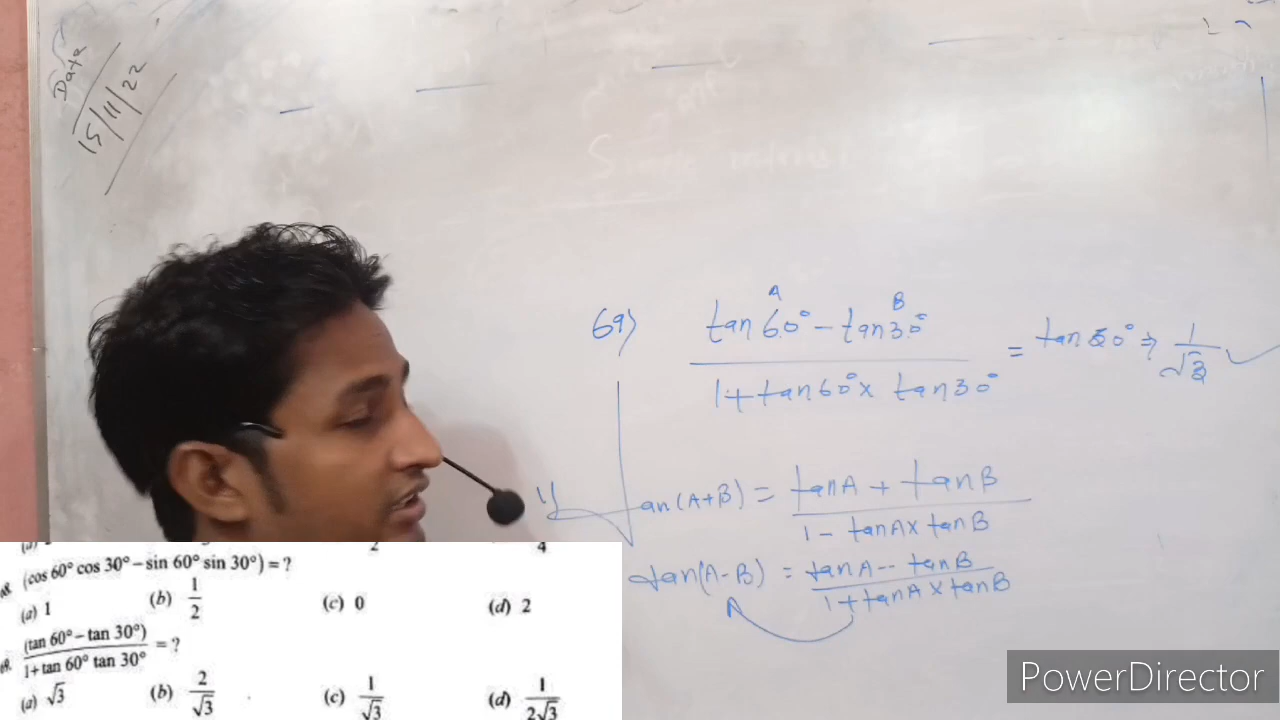 Date
15/11/22
69) tan 60° - tan 30° / 1 + tan 60° x tan 30° = tan 30° ⇒ 1/√3 ✓
A B
1) tan(A+B) = tanA + tanB / 1 - tanA x tanB
tan(A-B) = tanA - tanB / 1 + tanA x tanB
(cos 60° cos 30° – sin 60° sin 30°) = ?
(a) 1 (b) 1/2 (c) 0 (d) 2
69. (tan 60° – tan 30°) / 1 + tan 60° tan 30° = ?
(a) √3 (b) 2/√3 (c) 1/√3 (d) 1/2√3
PowerDirector